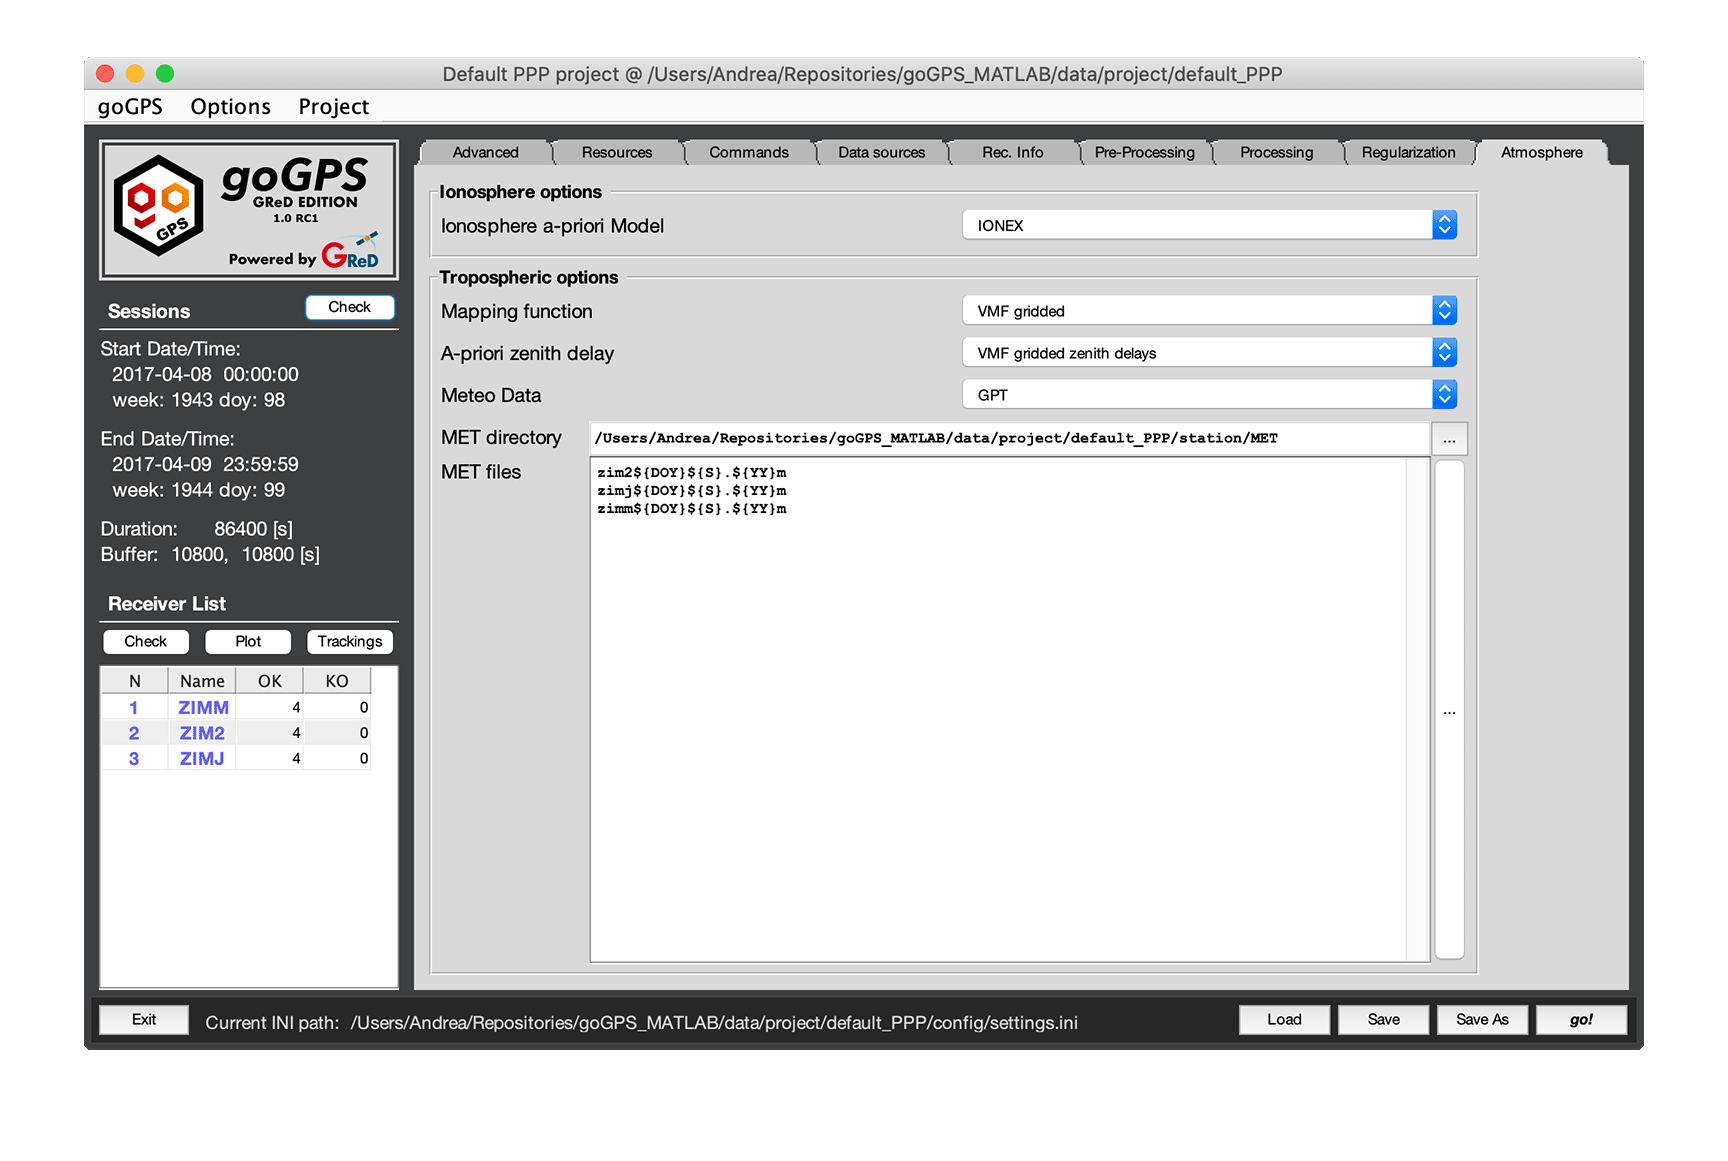 Default PPP project @ /Users/Andrea/Repositories/goGPS_MATLAB/data/project/default_PPP
goGPS Options Project
go GPS
goGPS
GReD EDITION
1.0 RC1
Powered by GReD
Sessions Check
Start Date/Time:
2017-04-08 00:00:00
week: 1943 doy: 98
End Date/Time:
2017-04-09 23:59:59
week: 1944 doy: 99
Duration: 86400 [s]
Buffer: 10800, 10800 [s]
Receiver List
Check Plot Trackings
N Name OK KO
1 ZIMM 4 0
2 ZIM2 4 0
3 ZIMJ 4 0
Advanced Resources Commands Data sources Rec. Info Pre-Processing Processing Regularization Atmosphere
Ionosphere options
Ionosphere a-priori Model IONEX
Tropospheric options
Mapping function VMF gridded
A-priori zenith delay VMF gridded zenith delays
Meteo Data GPT
MET directory /Users/Andrea/Repositories/goGPS_MATLAB/data/project/default_PPP/station/MET ...
MET files
zim2${DOY}${S}.${YY}m
zimj${DOY}${S}.${YY}m
zimm${DOY}${S}.${YY}m
...
Exit Current INI path: /Users/Andrea/Repositories/goGPS_MATLAB/data/project/default_PPP/config/settings.ini Load Save Save As go!